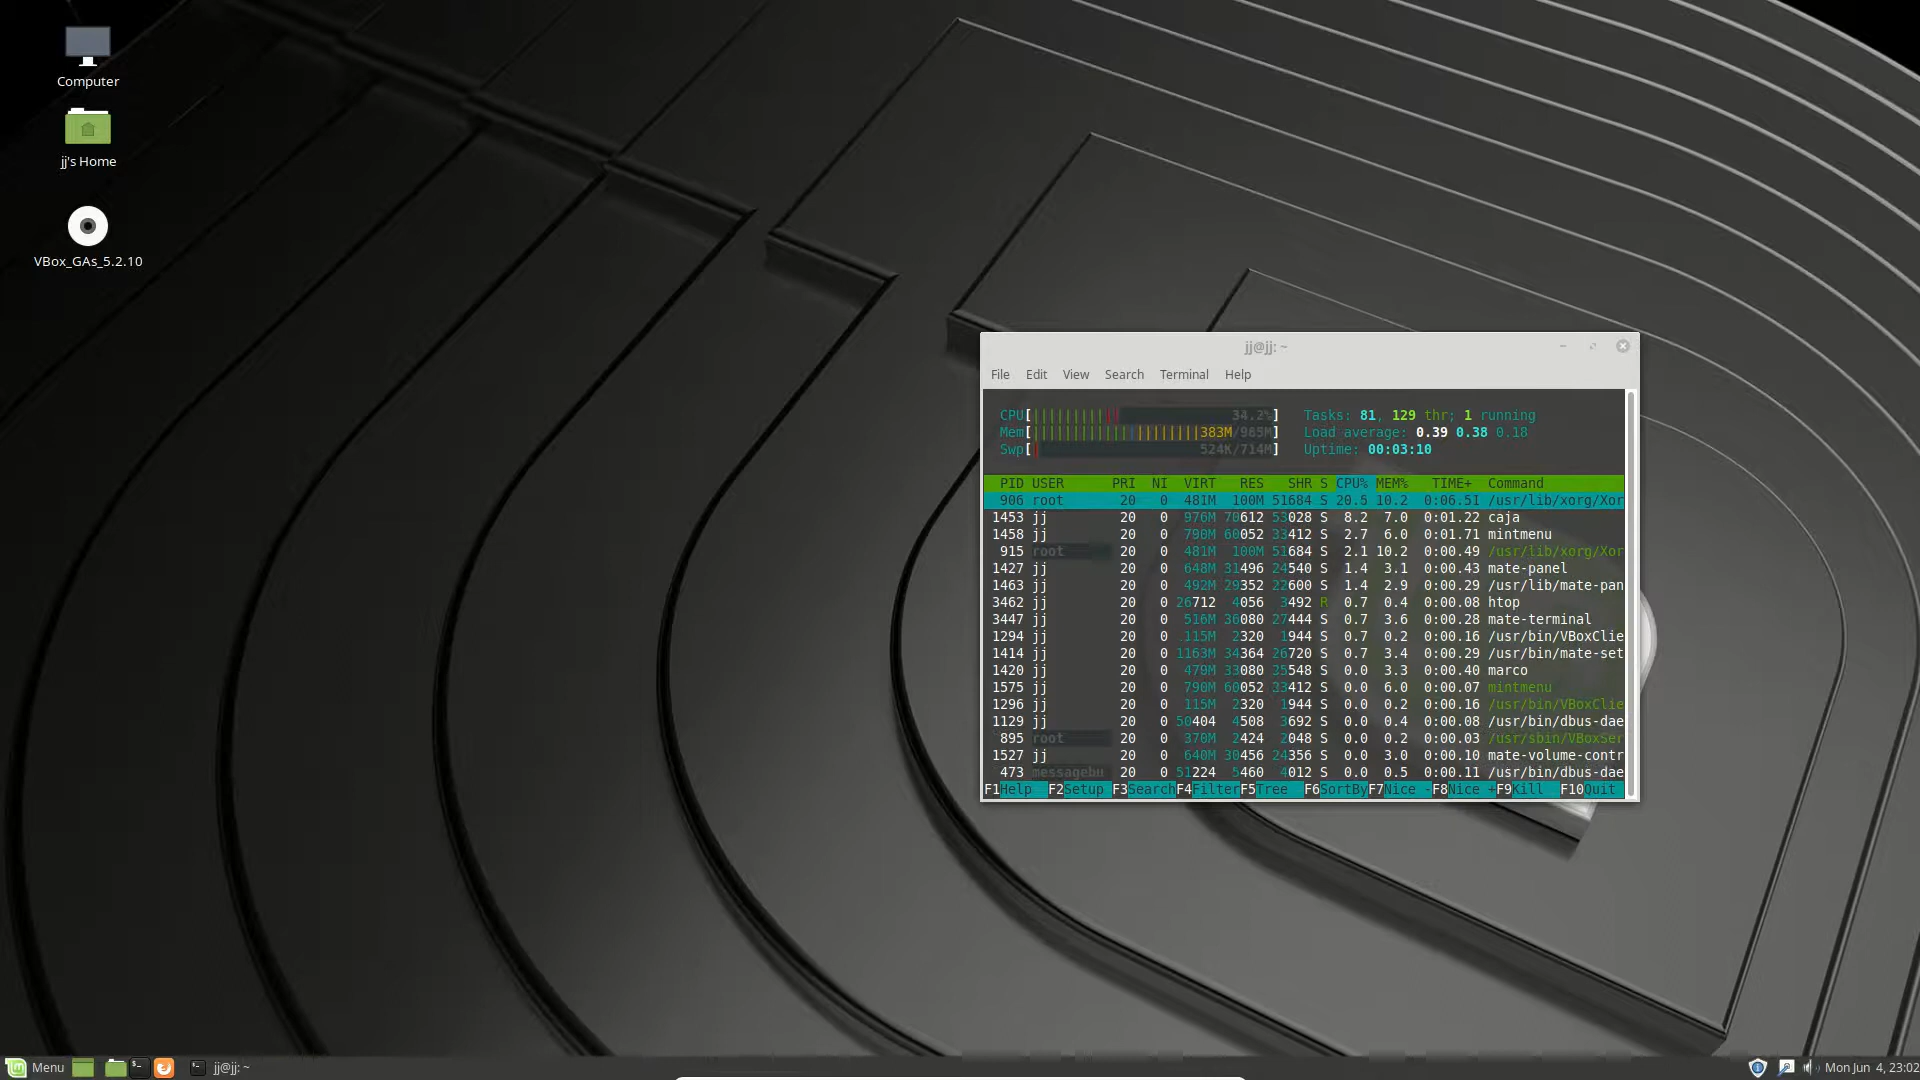 Computer
jj's Home
VBox_GAs_5.2.10
jj@jj: ~
File Edit View Search Terminal Help
CPU[|||||||||||34.2%] Tasks: 81, 129 thr; 1 running
Mem[|||||||||||||||||||||383M/965M] Load average: 0.39 0.38 0.18
Swp[|524K/714M] Uptime: 00:03:10
PID USER PRI NI VIRT RES SHR S CPU% MEM% TIME+ Command
906 root 20 0 481M 100M 51684 S 20.5 10.2 0:06.51 /usr/lib/xorg/Xor
1453 jj 20 0 976M 70612 53028 S 8.2 7.0 0:01.22 caja
1458 jj 20 0 790M 60052 33412 S 2.7 6.0 0:01.71 mintmenu
915 root 20 0 481M 100M 51684 S 2.1 10.2 0:00.49 /usr/lib/xorg/Xor
1427 jj 20 0 648M 31496 24540 S 1.4 3.1 0:00.43 mate-panel
1463 jj 20 0 492M 29352 22600 S 1.4 2.9 0:00.29 /usr/lib/mate-pan
3462 jj 20 0 26712 4056 3492 R 0.7 0.4 0:00.08 htop
3447 jj 20 0 516M 36080 27444 S 0.7 3.6 0:00.28 mate-terminal
1294 jj 20 0 115M 2320 1944 S 0.7 0.2 0:00.16 /usr/bin/VBoxClie
1414 jj 20 0 1163M 34364 26720 S 0.7 3.4 0:00.29 /usr/bin/mate-set
1420 jj 20 0 479M 33080 25548 S 0.0 3.3 0:00.40 marco
1575 jj 20 0 790M 60052 33412 S 0.0 6.0 0:00.07 mintmenu
1296 jj 20 0 115M 2320 1944 S 0.0 0.2 0:00.16 /usr/bin/VBoxClie
1129 jj 20 0 50404 4508 3692 S 0.0 0.4 0:00.08 /usr/bin/dbus-dae
895 root 20 0 370M 2424 2048 S 0.0 0.2 0:00.03 /usr/sbin/VBoxSer
1527 jj 20 0 640M 30456 24356 S 0.0 3.0 0:00.10 mate-volume-contr
473 messagebu 20 0 51224 5460 4012 S 0.0 0.5 0:00.11 /usr/bin/dbus-dae
F1Help F2Setup F3SearchF4FilterF5Tree F6SortByF7Nice -F8Nice +F9Kill F10Quit
Menu jj@jj: ~ Mon Jun 4, 23:02